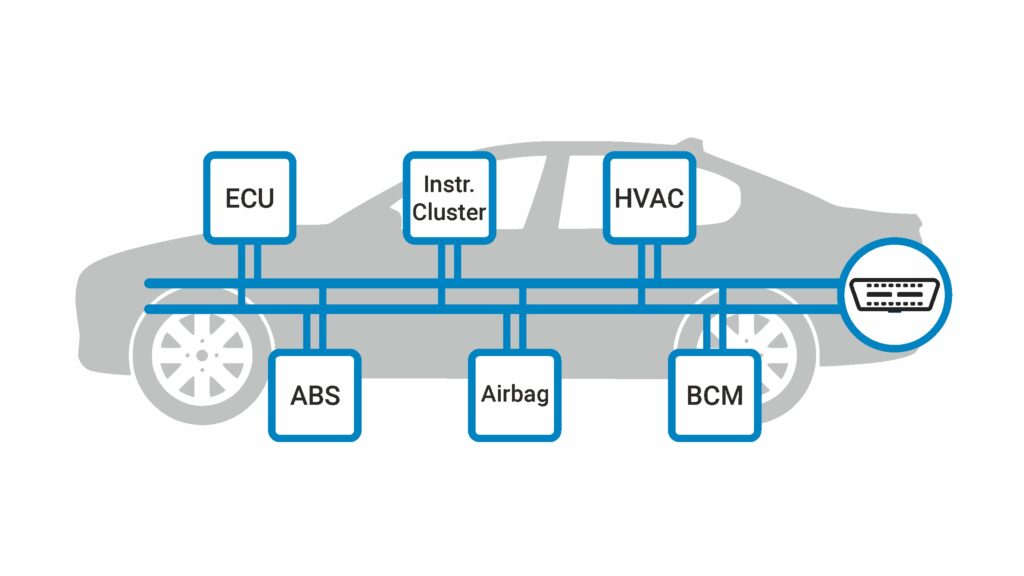 ECU
Instr.
Cluster
HVAC
ABS
Airbag
BCM